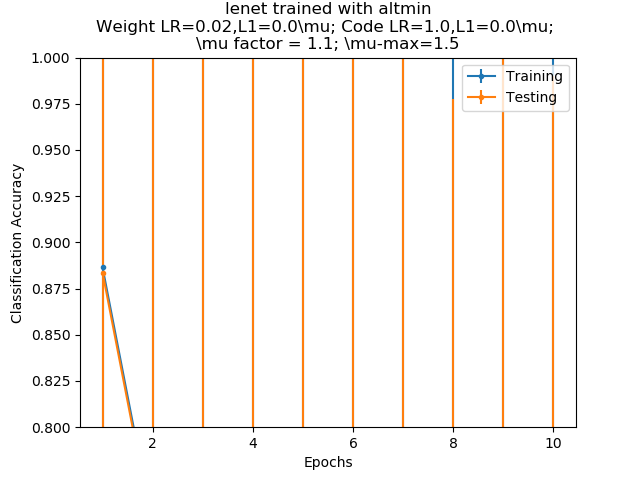 lenet trained with altmin
Weight LR=0.02,L1=0.0\mu; Code LR=1.0,L1=0.0\mu;
\mu factor = 1.1; \mu-max=1.5
Training
Testing
1.000
0.975
0.950
0.925
0.900
0.875
0.850
0.825
0.800
Classification Accuracy
2 4 6 8 10
Epochs